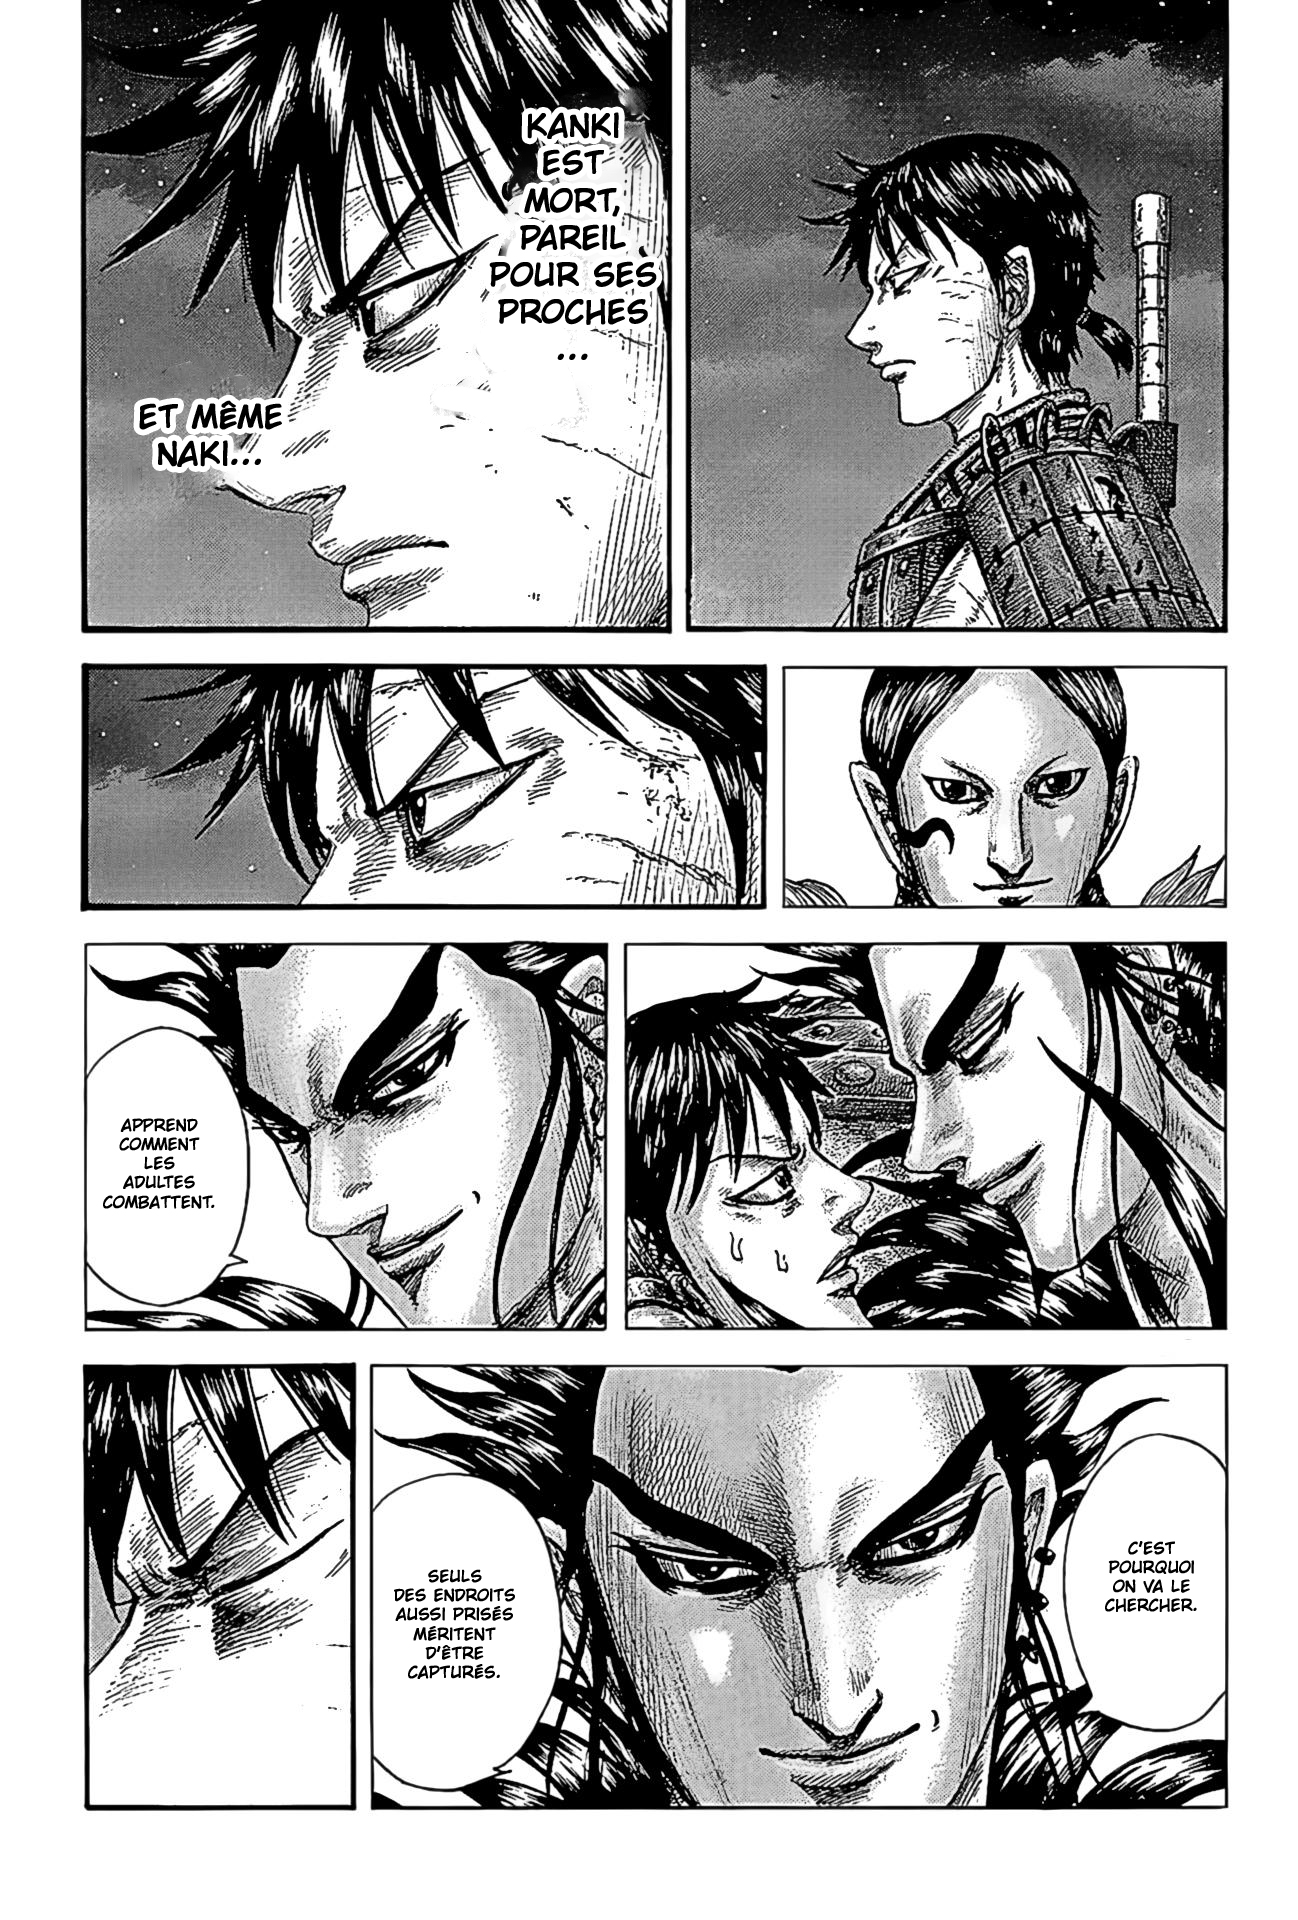 KANKI
EST
MORT,
PAREIL
POUR SES
PROCHES
...
ET MÊME
NAKI...
APPREND
COMMENT
LES
ADULTES
COMBATTENT.
C'EST
POURQUOI
ON VA LE
CHERCHER.
SEULS
DES ENDROITS
AUSSI PRISÉS
MÉRITENT
D'ÊTRE
CAPTURÉS.